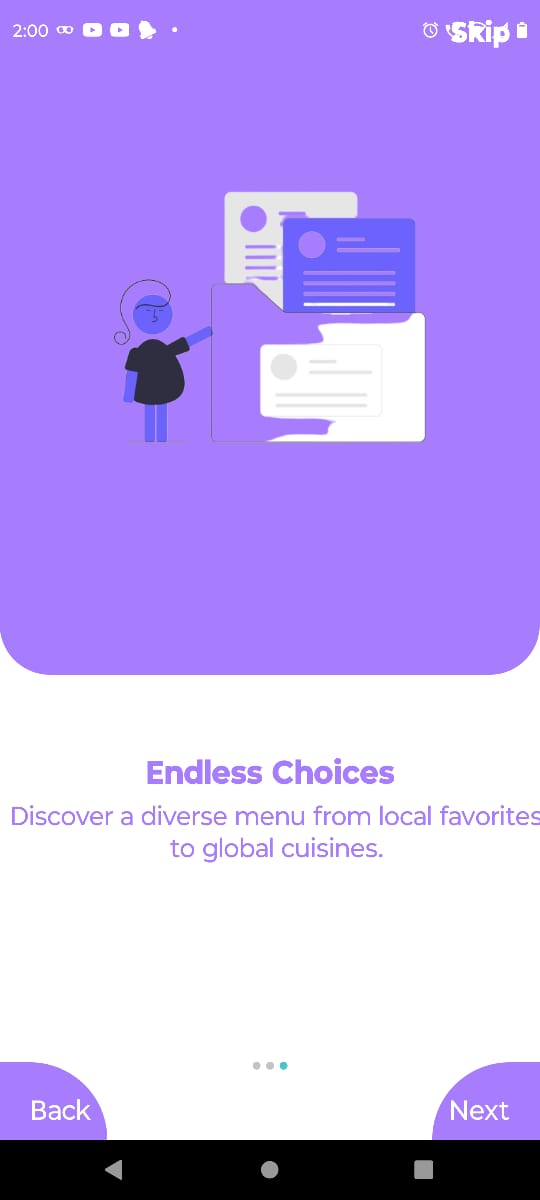 2:00
Skip
Endless Choices
Discover a diverse menu from local favorites
to global cuisines.
Back
Next